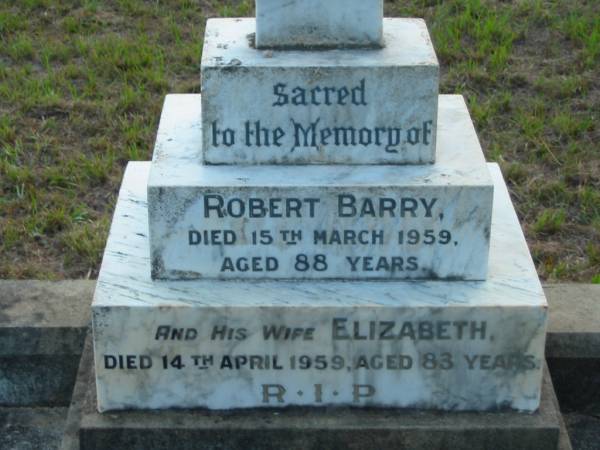 Sacred
to the Memory of
ROBERT BARRY,
DIED 15TH MARCH 1959,
AGED 88 YEARS.
AND HIS WIFE ELIZABETH,
DIED 14TH APRIL 1959, AGED 83 YEARS.
R·I·P